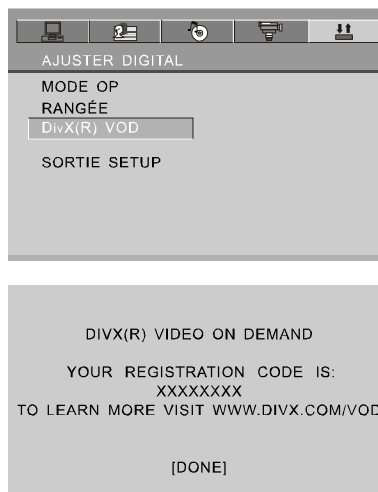 AJUSTER DIGITAL
MODE OP
RANGÉE
DivX(R) VOD
SORTIE SETUP
DIVX(R) VIDEO ON DEMAND
YOUR REGISTRATION CODE IS:
XXXXXXXX
TO LEARN MORE VISIT WWW.DIVX.COM/VOD
[DONE]